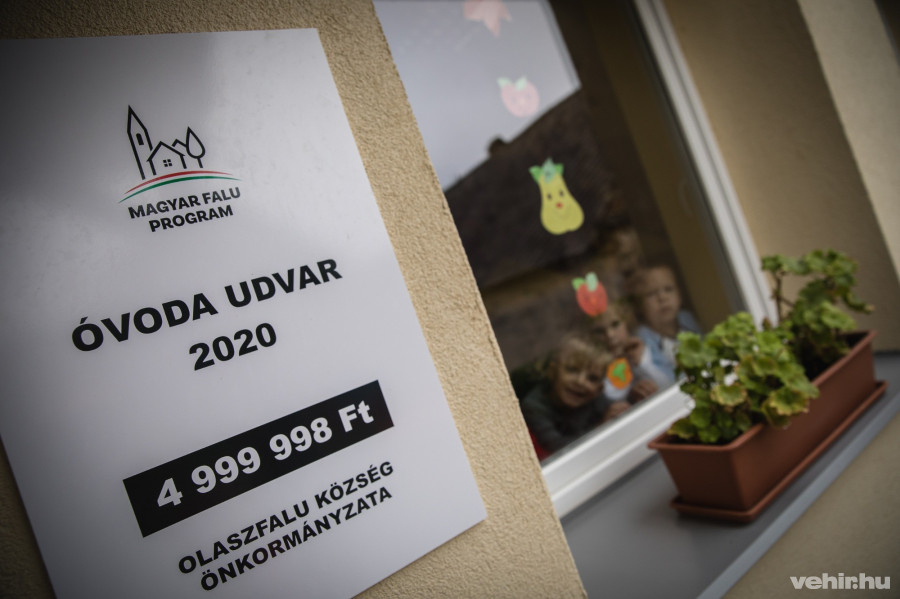 MAGYAR FALU
PROGRAM
ÓVODA UDVAR
2020
4 999 998 Ft
OLASZFALU KÖZSÉG
ÖNKORMÁNYZATA
vehir.hu